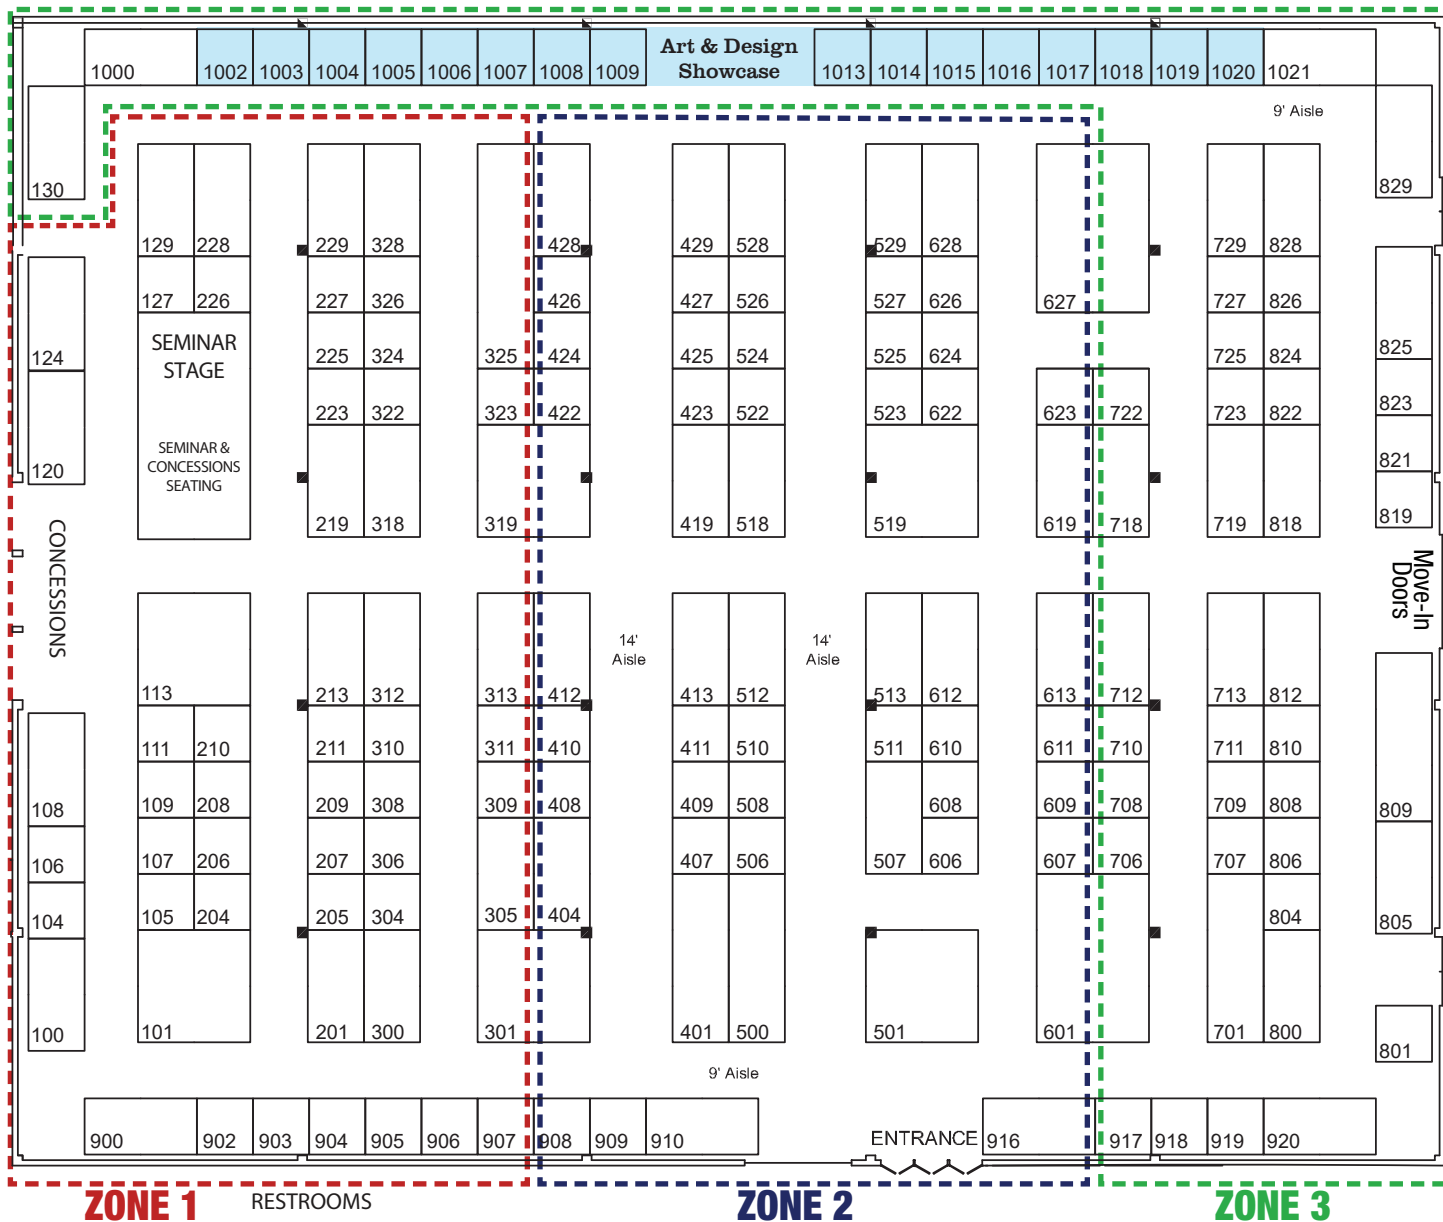 1000 1002 1003 1004 1005 1006 1007 1008 1009
Art & Design
Showcase
1013 1014 1015 1016 1017 1018 1019 1020 1021
9' Aisle
130
829
129 228 229 328 428 429 528 529 628 729 828
127 226 227 326 426 427 526 527 626 627 727 826
SEMINAR
STAGE
124 225 324 325 424 425 524 525 624 725 824 825
223 322 323 422 423 522 523 622 623 722 723 822 823
SEMINAR &
CONCESSIONS
SEATING
120
821
219 318 319 419 518 519 619 718 719 818 819
CONCESSIONS
Move-In
Doors
14'
Aisle
14'
Aisle
113 213 312 313 412 413 512 513 612 613 712 713 812
111 210 211 310 311 410 411 510 511 610 611 710 711 810
108 109 208 209 308 309 408 409 508 608 609 708 709 808 809
106 107 206 207 306 407 506 507 606 607 706 707 806
104 105 204 205 304 305 404 804 805
100 101 201 300 301 401 500 501 601 701 800 801
9' Aisle
900 902 903 904 905 906 907 908 909 910 ENTRANCE 916 917 918 919 920
ZONE 1 RESTROOMS ZONE 2 ZONE 3